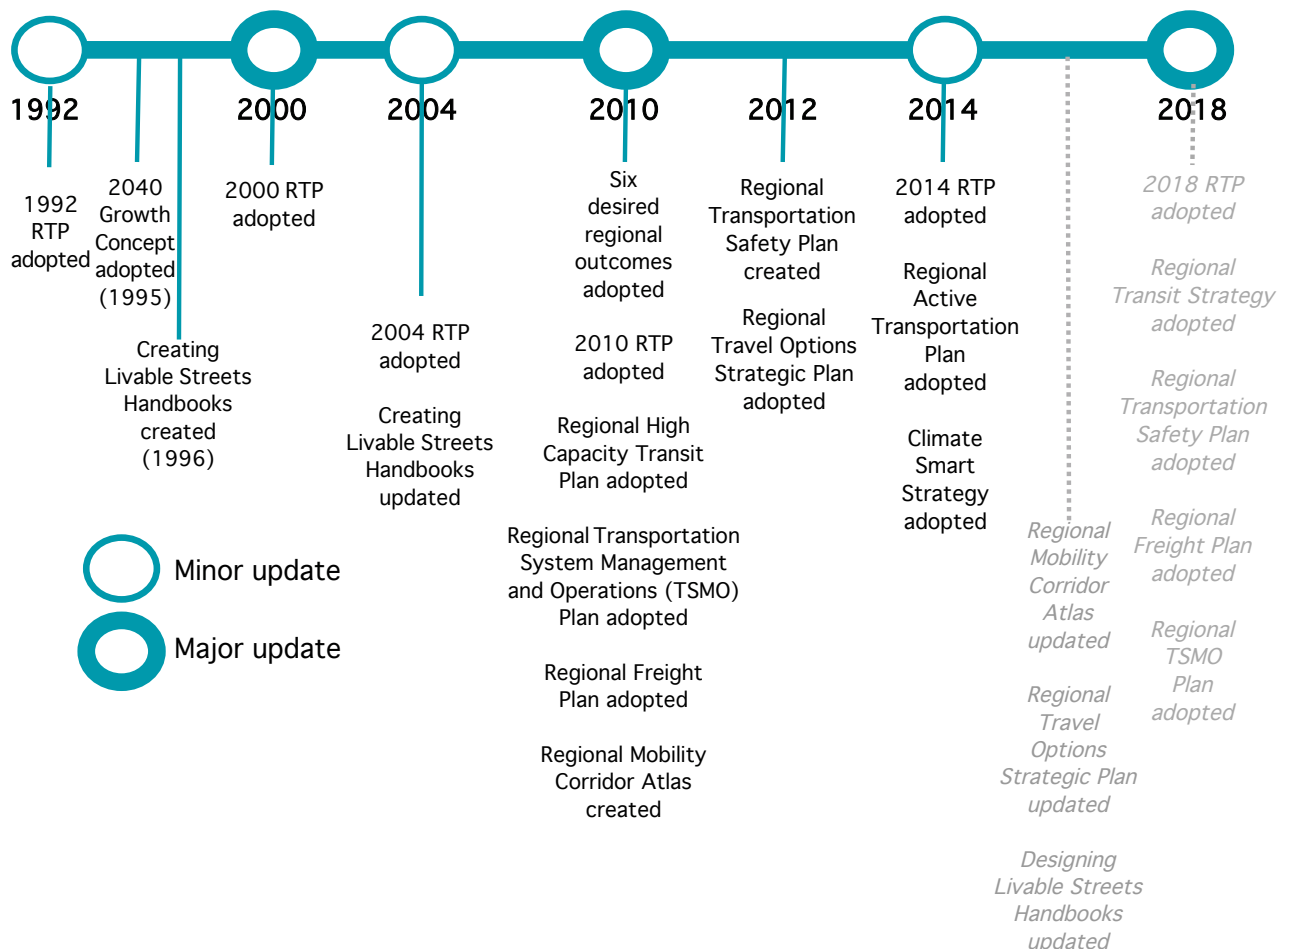 1992
2000
2004
2010
2012
2014
2018
1992
RTP
adopted
2040
Growth
Concept
adopted
(1995)
Creating
Livable Streets
Handbooks
created
(1996)
2000 RTP
adopted
2004 RTP
adopted
Creating
Livable Streets
Handbooks
updated
Six
desired
regional
outcomes
adopted
2010 RTP
adopted
Regional High
Capacity Transit
Plan adopted
Regional Transportation
System Management
and Operations (TSMO)
Plan adopted
Regional Freight
Plan adopted
Regional Mobility
Corridor Atlas
created
Regional
Transportation
Safety Plan
created
Regional
Travel Options
Strategic Plan
adopted
2014 RTP
adopted
Regional
Active
Transportation
Plan
adopted
Climate
Smart
Strategy
adopted
Regional
Mobility
Corridor
Atlas
updated
Regional
Travel
Options
Strategic Plan
updated
Designing
Livable Streets
Handbooks
updated
2018 RTP
adopted
Regional
Transit Strategy
adopted
Regional
Transportation
Safety Plan
adopted
Regional
Freight Plan
adopted
Regional
TSMO
Plan
adopted
Minor update
Major update